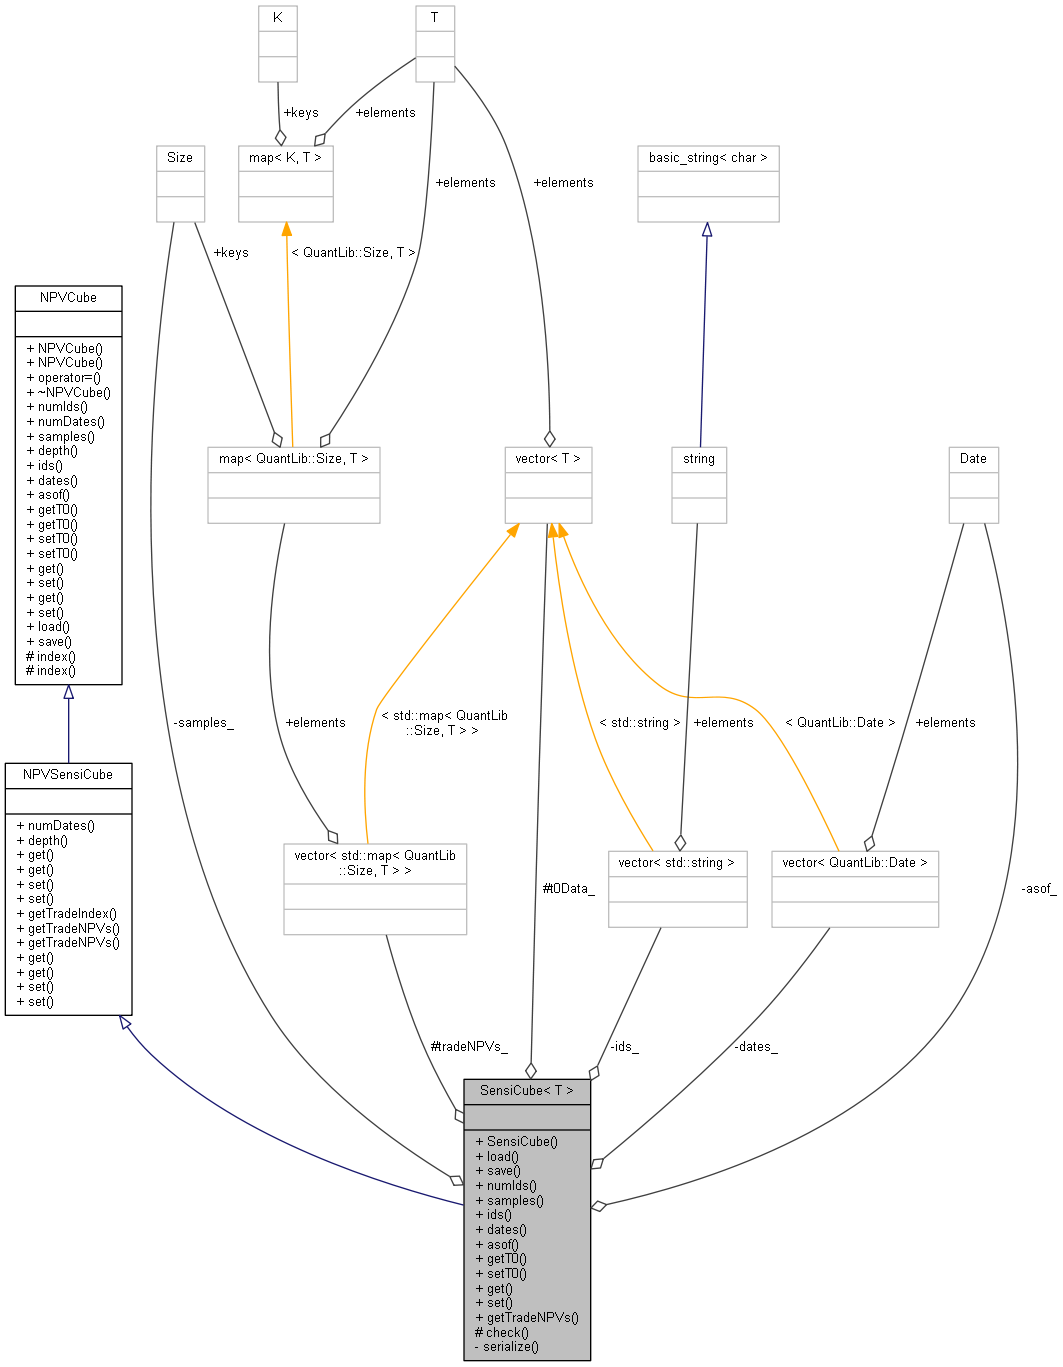 K
T
+keys
+elements
Size
map< K, T >
basic_string< char >
+elements
+elements
+keys
< QuantLib::Size, T >
NPVCube
+ NPVCube()
+ NPVCube()
+ operator=()
+ ~NPVCube()
+ numIds()
+ numDates()
+ samples()
+ depth()
+ ids()
+ dates()
+ asof()
+ getT0()
+ getT0()
+ setT0()
+ setT0()
+ get()
+ set()
+ get()
+ set()
+ load()
+ save()
# index()
# index()
map< QuantLib::Size, T >
vector< T >
string
Date
-samples_
+elements
< std::map< QuantLib
::Size, T > >
< std::string >
+elements
< QuantLib::Date >
+elements
NPVSensiCube
+ numDates()
+ depth()
+ get()
+ get()
+ set()
+ set()
+ getTradeIndex()
+ getTradeNPVs()
+ getTradeNPVs()
+ get()
+ get()
+ set()
+ set()
vector< std::map< QuantLib
::Size, T > >
#t0Data_
vector< std::string >
vector< QuantLib::Date >
-asof_
#tradeNPVs_
-ids_
-dates_
SensiCube< T >
+ SensiCube()
+ load()
+ save()
+ numIds()
+ samples()
+ ids()
+ dates()
+ asof()
+ getT0()
+ setT0()
+ get()
+ set()
+ getTradeNPVs()
# check()
- serialize()